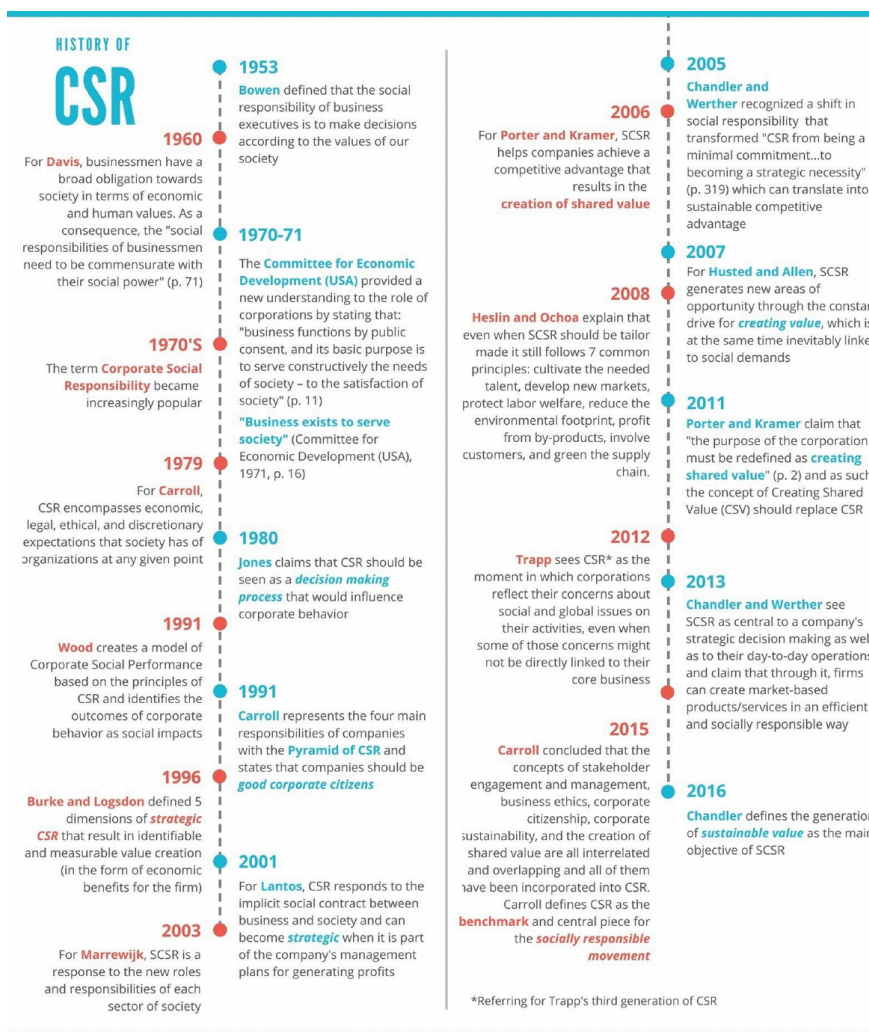 HISTORY OF
CSR
1953
Bowen defined that the social
responsibility of business
executives is to make decisions
according to the values of our
society
1960
For Davis, businessmen have a
broad obligation towards
society in terms of economic
and human values. As a
consequence, the "social
responsibilities of businessmen
need to be commensurate with
their social power" (p. 71)
1970-71
The Committee for Economic
Development (USA) provided a
new understanding to the role of
corporations by stating that:
"business functions by public
consent, and its basic purpose is
to serve constructively the needs
of society – to the satisfaction of
society" (p. 11)
"Business exists to serve
society" (Committee for
Economic Development (USA),
1971, p. 16)
1970'S
The term Corporate Social
Responsibility became
increasingly popular
1979
For Carroll,
CSR encompasses economic,
legal, ethical, and discretionary
expectations that society has of
organizations at any given point
1980
Jones claims that CSR should be
seen as a decision making
process that would influence
corporate behavior
1991
Wood creates a model of
Corporate Social Performance
based on the principles of
CSR and identifies the
outcomes of corporate
behavior as social impacts
1991
Carroll represents the four main
responsibilities of companies
with the Pyramid of CSR and
states that companies should be
good corporate citizens
1996
Burke and Logsdon defined 5
dimensions of strategic
CSR that result in identifiable
and measurable value creation
(in the form of economic
benefits for the firm)
2001
For Lantos, CSR responds to the
implicit social contract between
business and society and can
become strategic when it is part
of the company's management
plans for generating profits
2003
For Marrewijk, SCSR is a
response to the new roles
and responsibilities of each
sector of society
2005
Chandler and
Werther recognized a shift in
social responsibility that
transformed "CSR from being a
minimal commitment...to
becoming a strategic necessity"
(p. 319) which can translate into
sustainable competitive
advantage
2006
For Porter and Kramer, SCSR
helps companies achieve a
competitive advantage that
results in the
creation of shared value
2007
For Husted and Allen, SCSR
generates new areas of
opportunity through the constan
drive for creating value, which is
at the same time inevitably linke
to social demands
2008
Heslin and Ochoa explain that
even when SCSR should be tailor
made it still follows 7 common
principles: cultivate the needed
talent, develop new markets,
protect labor welfare, reduce the
environmental footprint, profit
from by-products, involve
customers, and green the supply
chain.
2011
Porter and Kramer claim that
"the purpose of the corporation
must be redefined as creating
shared value" (p. 2) and as such
the concept of Creating Shared
Value (CSV) should replace CSR
2012
Trapp sees CSR* as the
moment in which corporations
reflect their concerns about
social and global issues on
their activities, even when
some of those concerns might
not be directly linked to their
core business
2013
Chandler and Werther see
SCSR as central to a company's
strategic decision making as wel
as to their day-to-day operations
and claim that through it, firms
can create market-based
products/services in an efficient
and socially responsible way
2015
Carroll concluded that the
concepts of stakeholder
engagement and management,
business ethics, corporate
citizenship, corporate
sustainability, and the creation of
shared value are all interrelated
and overlapping and all of them
have been incorporated into CSR.
Carroll defines CSR as the
benchmark and central piece for
the socially responsible
movement
2016
Chandler defines the generation
of sustainable value as the main
objective of SCSR
*Referring for Trapp's third generation of CSR